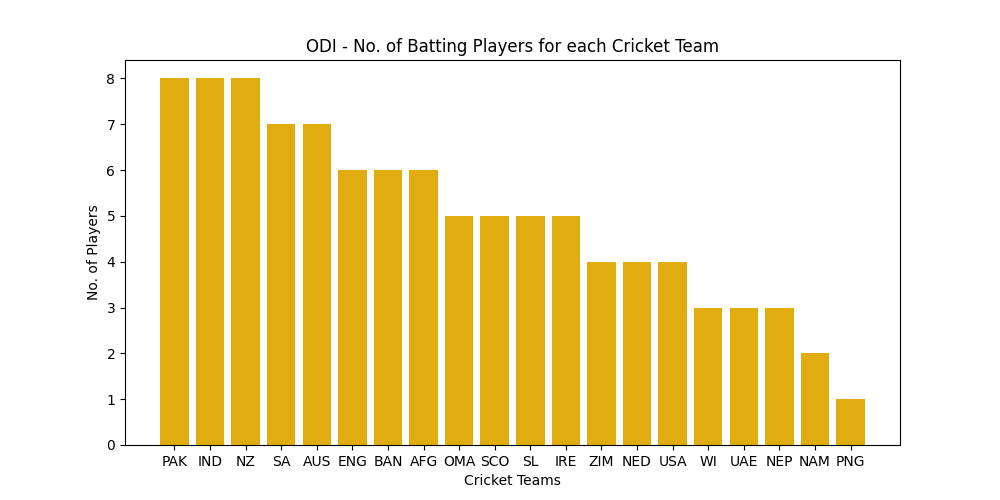 ODI - No. of Batting Players for each Cricket Team
No. of Players
8
7
6
5
4
3
2
1
0
PAK IND NZ SA AUS ENG BAN AFG OMA SCO SL IRE ZIM NED USA WI UAE NEP NAM PNG
Cricket Teams